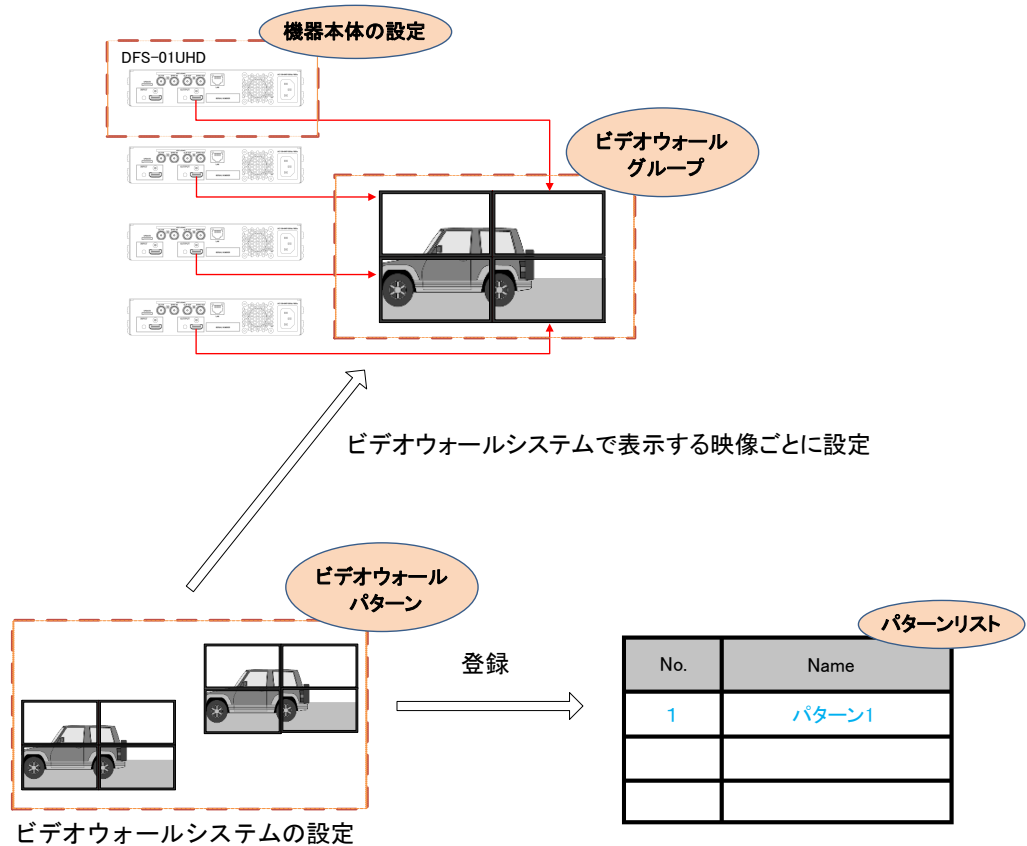 機器本体の設定
DFS-01UHD
ビデオウォール
グループ
ビデオウォールシステムで表示する映像ごとに設定
ビデオウォール
パターン
登録
パターンリスト
No. Name
1 パターン1
ビデオウォールシステムの設定